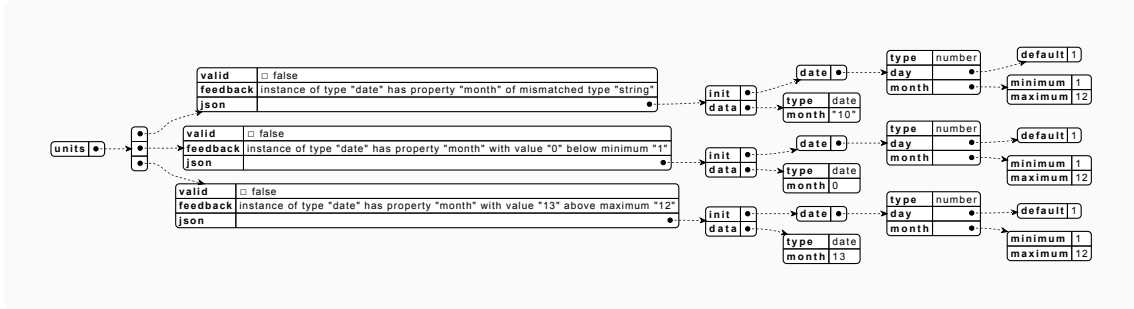 units
valid □ false
feedback instance of type "date" has property "month" of mismatched type "string"
json
init
data
date
type date
month "10"
type number
day
month
default 1
minimum 1
maximum 12
valid □ false
feedback instance of type "date" has property "month" with value "0" below minimum "1"
json
init
data
date
type date
month 0
type number
day
month
default 1
minimum 1
maximum 12
valid □ false
feedback instance of type "date" has property "month" with value "13" above maximum "12"
json
init
data
date
type date
month 13
type number
day
month
default 1
minimum 1
maximum 12